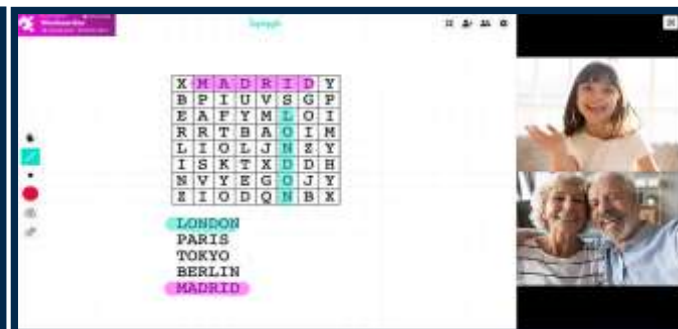 X M A D R I D Y
B P I U V S G P
E A F Y M L O I
R R T B A O I M
L I O L J N Z Y
I S K T X D D H
N V Y E G O J Y
Z I O D Q N B X
LONDON
PARIS
TOKYO
BERLIN
MADRID